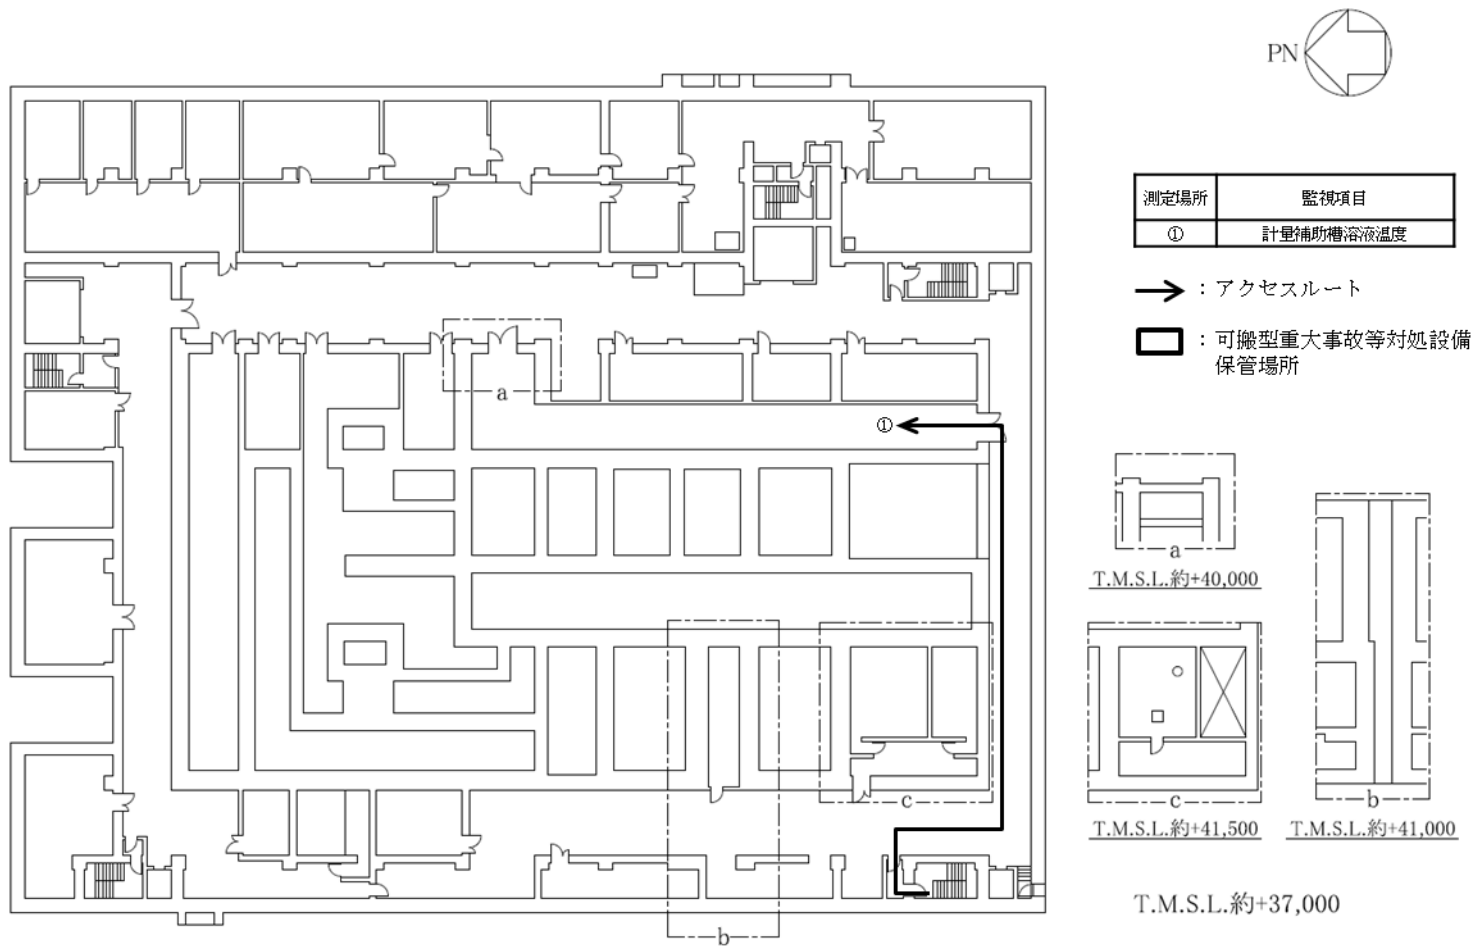 PN
測定場所 監視項目
① 計量補助槽溶液温度
：アクセスルート
：可搬型重大事故等対処設備
保管場所
a
①
a
T.M.S.L.約+40,000
c
b
c
T.M.S.L.約+41,500
b
T.M.S.L.約+41,000
T.M.S.L.約+37,000